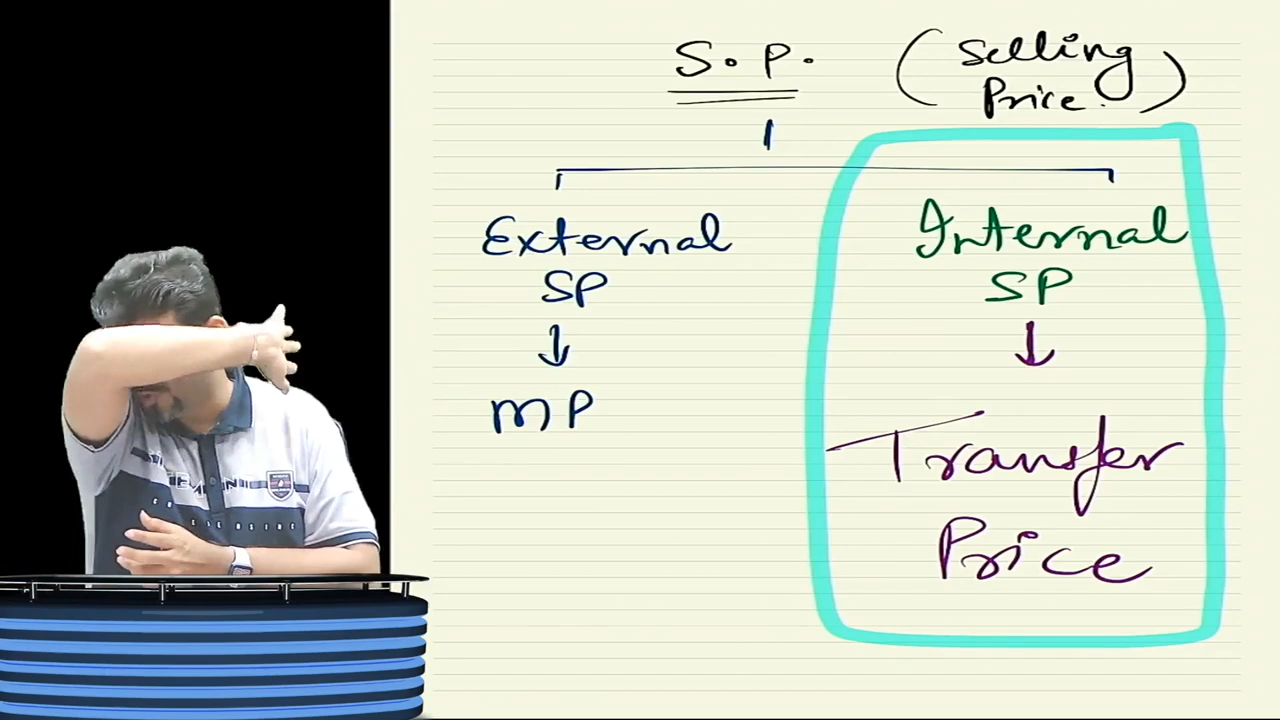 S. P. (Selling Price.)
External SP
↓
MP
Internal SP
↓
Transfer Price